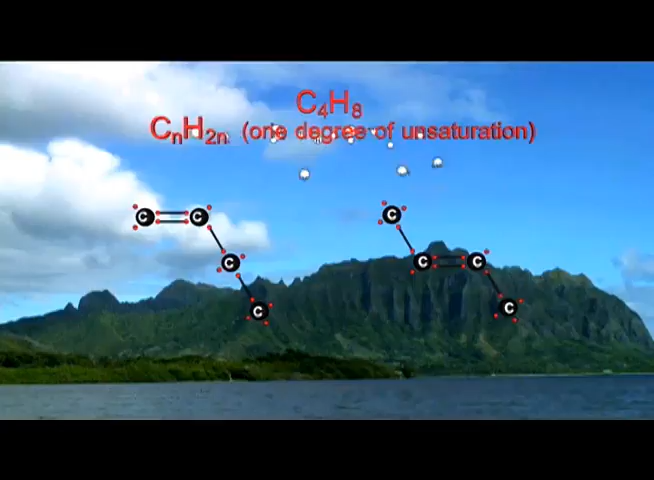 C₄H₈
CₙH₂ₙ (one degree of unsaturation)
C C C
C C C
C C